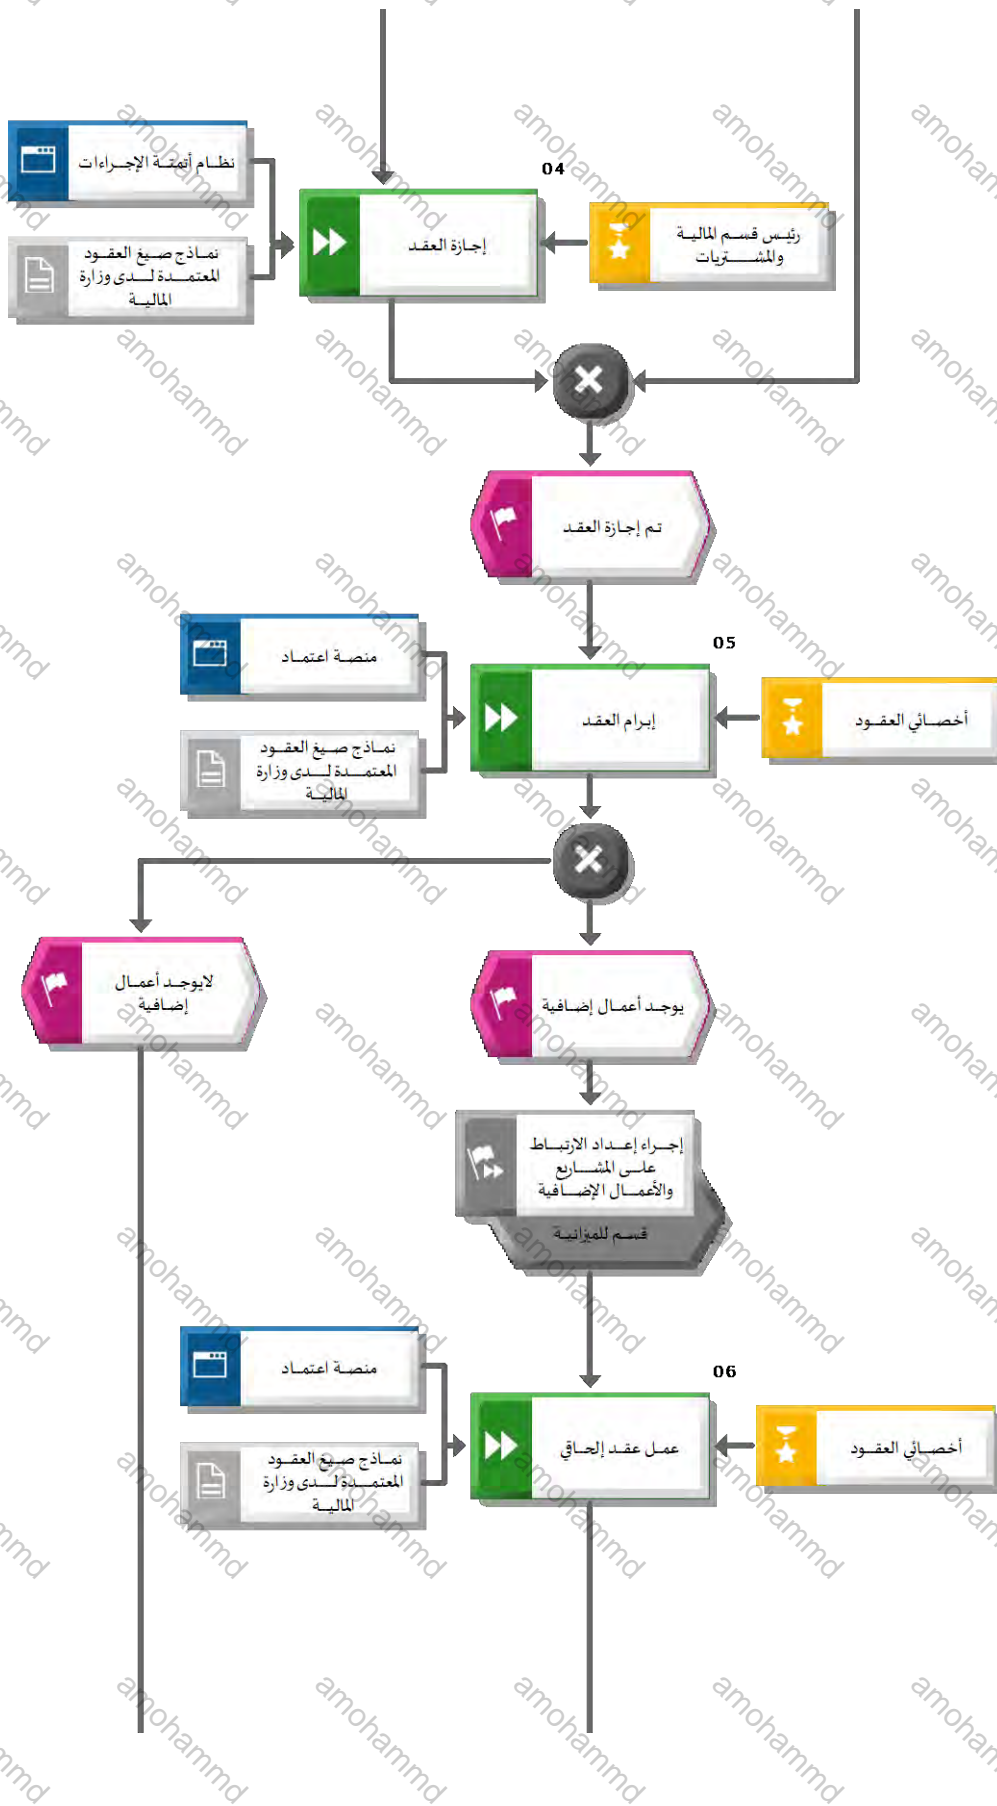 نظام أتمتة الإجراءات
04
إجازة العقد
رئيس قسم المالية
والمشتريات
نماذج صيغ العقود
المعتمدة لدى وزارة
المالية
تم إجازة العقد
منصة اعتماد
05
إبرام العقد
أخصائي العقود
نماذج صيغ العقود
المعتمدة لدى وزارة
المالية
يوجد أعمال إضافية
لايوجد أعمال
إضافية
إجراء إعداد الارتباط
على المشاريع
والأعمال الإضافية
قسم للميزانية
منصة اعتماد
06
عمل عقد إلحاقي
أخصائي العقود
نماذج صيغ العقود
المعتمدة لدى وزارة
المالية
amohammd